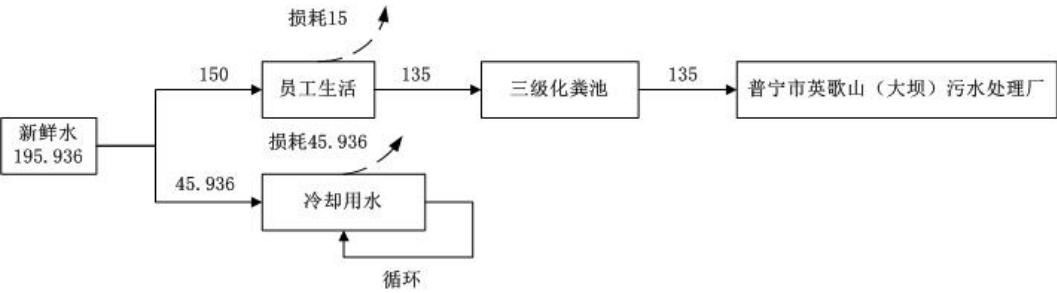 损耗15
150
员工生活
135
三级化粪池
135
普宁市英歌山（大坝）污水处理厂
新鲜水
195.936
损耗45.936
45.936
冷却用水
循环